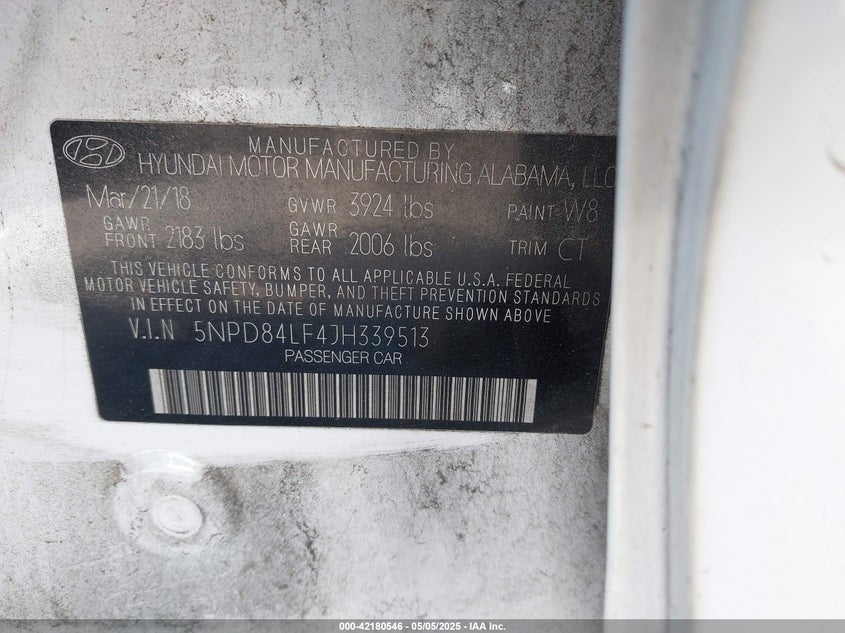 MANUFACTURED BY
HYUNDAI MOTOR MANUFACTURING ALABAMA, LLC
Mar/21/18 GVWR 3924 lbs PAINT W8
GAWR FRONT 2183 lbs GAWR REAR 2006 lbs TRIM CT
THIS VEHICLE CONFORMS TO ALL APPLICABLE U.S.A. FEDERAL
MOTOR VEHICLE SAFETY, BUMPER, AND THEFT PREVENTION STANDARDS
IN EFFECT ON THE DATE OF MANUFACTURE SHOWN ABOVE
V.I.N 5NPD84LF4JH339513
PASSENGER CAR
000-42180546 - 05/05/2025 - IAA Inc.